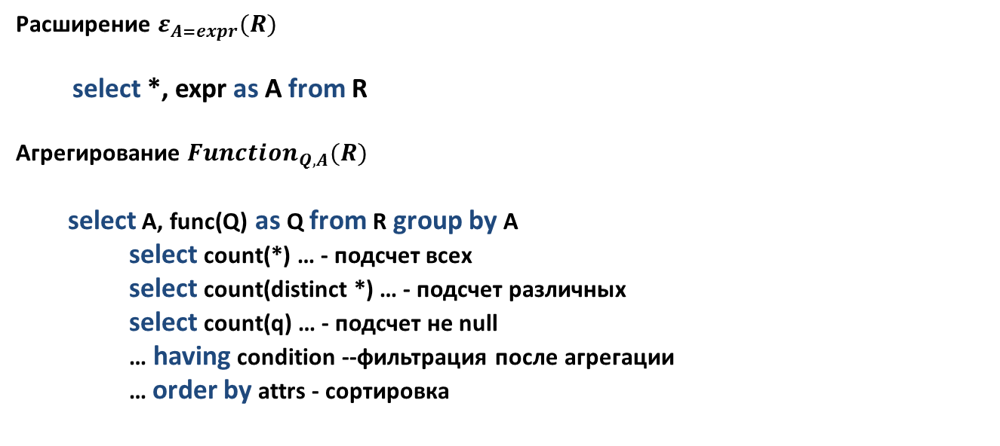 Расширение ε_{A=expr}(R)
select *, expr as A from R
Агрегирование Function_{Q,A}(R)
select A, func(Q) as Q from R group by A
select count(*) ... - подсчет всех
select count(distinct *) ... - подсчет различных
select count(q) ... - подсчет не null
... having condition --фильтрация после агрегации
... order by attrs - сортировка